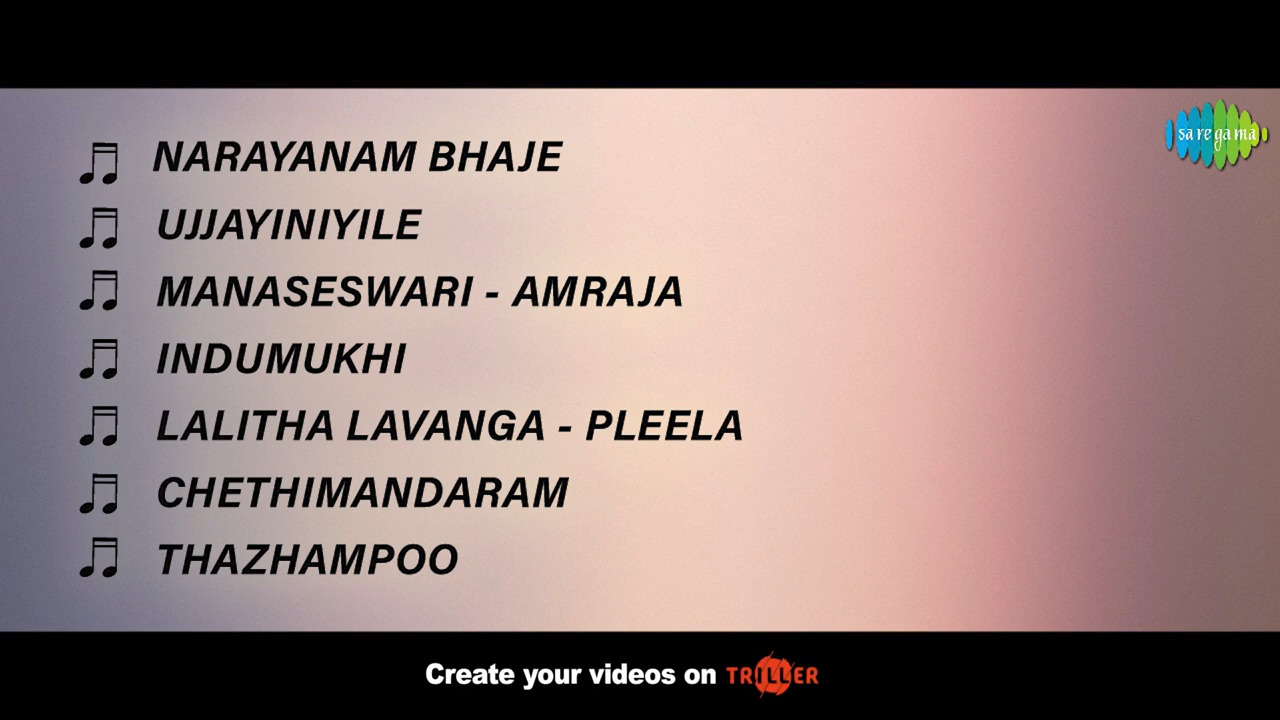 sa re ga ma
NARAYANAM BHAJE
UJJAYINIYILE
MANASESWARI - AMRAJA
INDUMUKHI
LALITHA LAVANGA - PLEELA
CHETHIMANDARAM
THAZHAMPOO
Create your videos on TRILLER